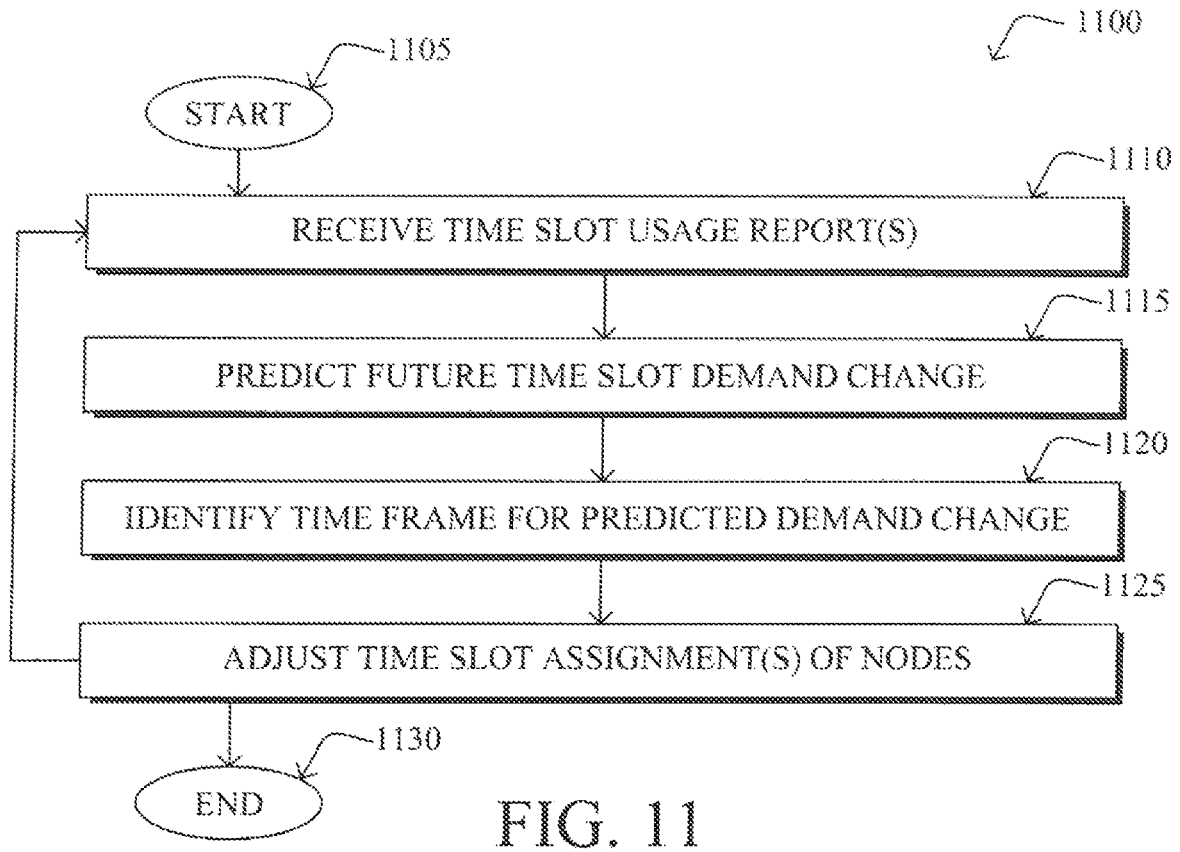 1100
1105
START
1110
RECEIVE TIME SLOT USAGE REPORT(S)
1115
PREDICT FUTURE TIME SLOT DEMAND CHANGE
1120
IDENTIFY TIME FRAME FOR PREDICTED DEMAND CHANGE
1125
ADJUST TIME SLOT ASSIGNMENT(S) OF NODES
1130
END
FIG. 11